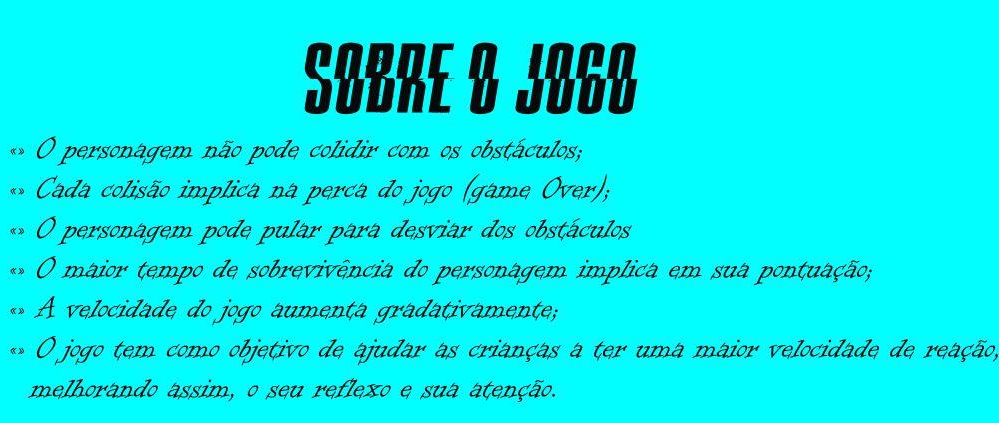 SOBRE O JOGO
«» O personagem não pode colidir com os obstáculos;
«» Cada colisão implica na perca do jogo (game Over);
«» O personagem pode pular para desviar dos obstáculos
«» O maior tempo de sobrevivência do personagem implica em sua pontuação;
«» A velocidade do jogo aumenta gradativamente;
«» O jogo tem como objetivo de ajudar as crianças a ter uma maior velocidade de reação,
melhorando assim, o seu reflexo e sua atenção.